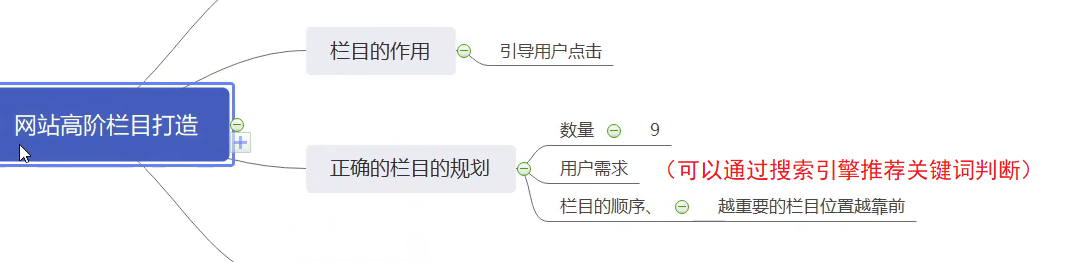 栏目的作用
引导用户点击
网站高阶栏目打造
数量
9
正确的栏目的规划
用户需求
（可以通过搜索引擎推荐关键词判断）
栏目的顺序、
越重要的栏目位置越靠前